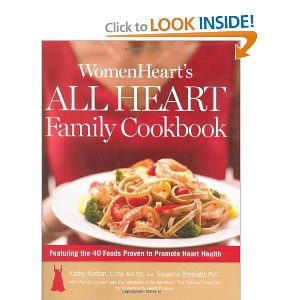 Click to LOOK INSIDE!
WomenHeart's
ALL HEART
Family Cookbook
Featuring the 40 Foods Proven to Promote Heart Health
Kathy Kastan, LCSW, MA ED, and Suzanne Banfield, PhD,